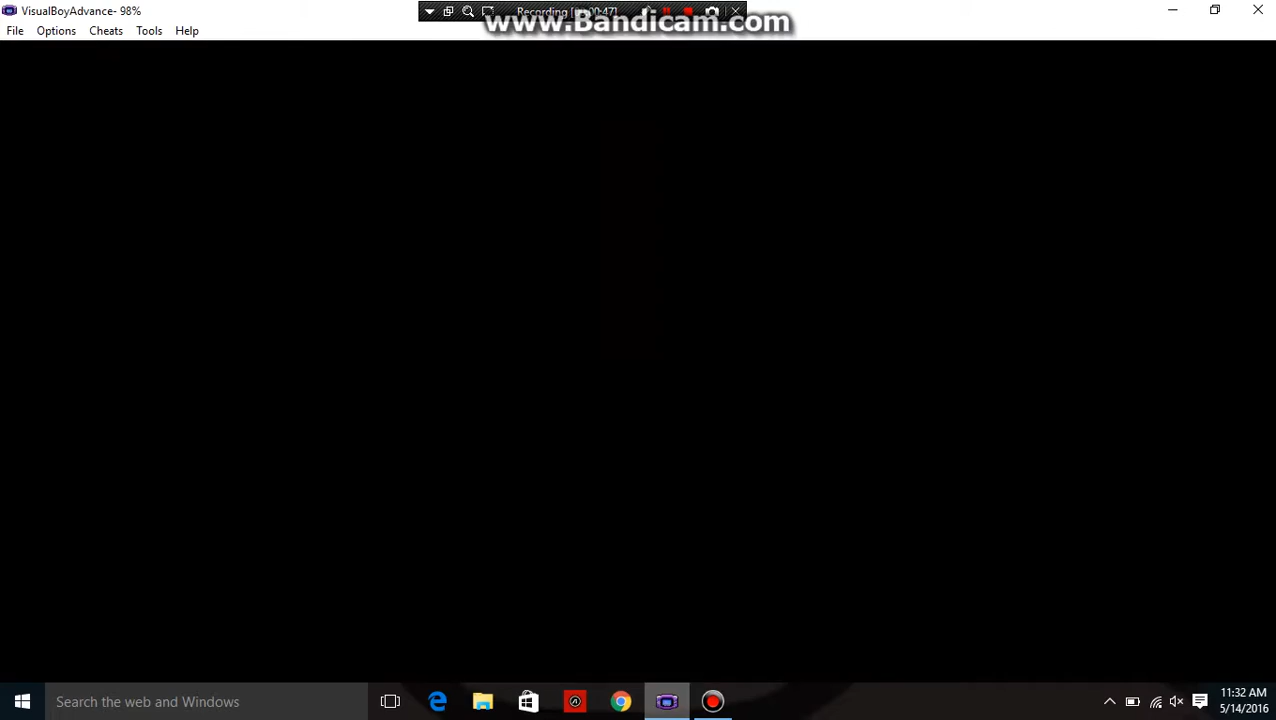 VisualBoyAdvance- 98%
www.Bandicam.com
File Options Cheats Tools Help
Search the web and Windows
11:32 AM
5/14/2016